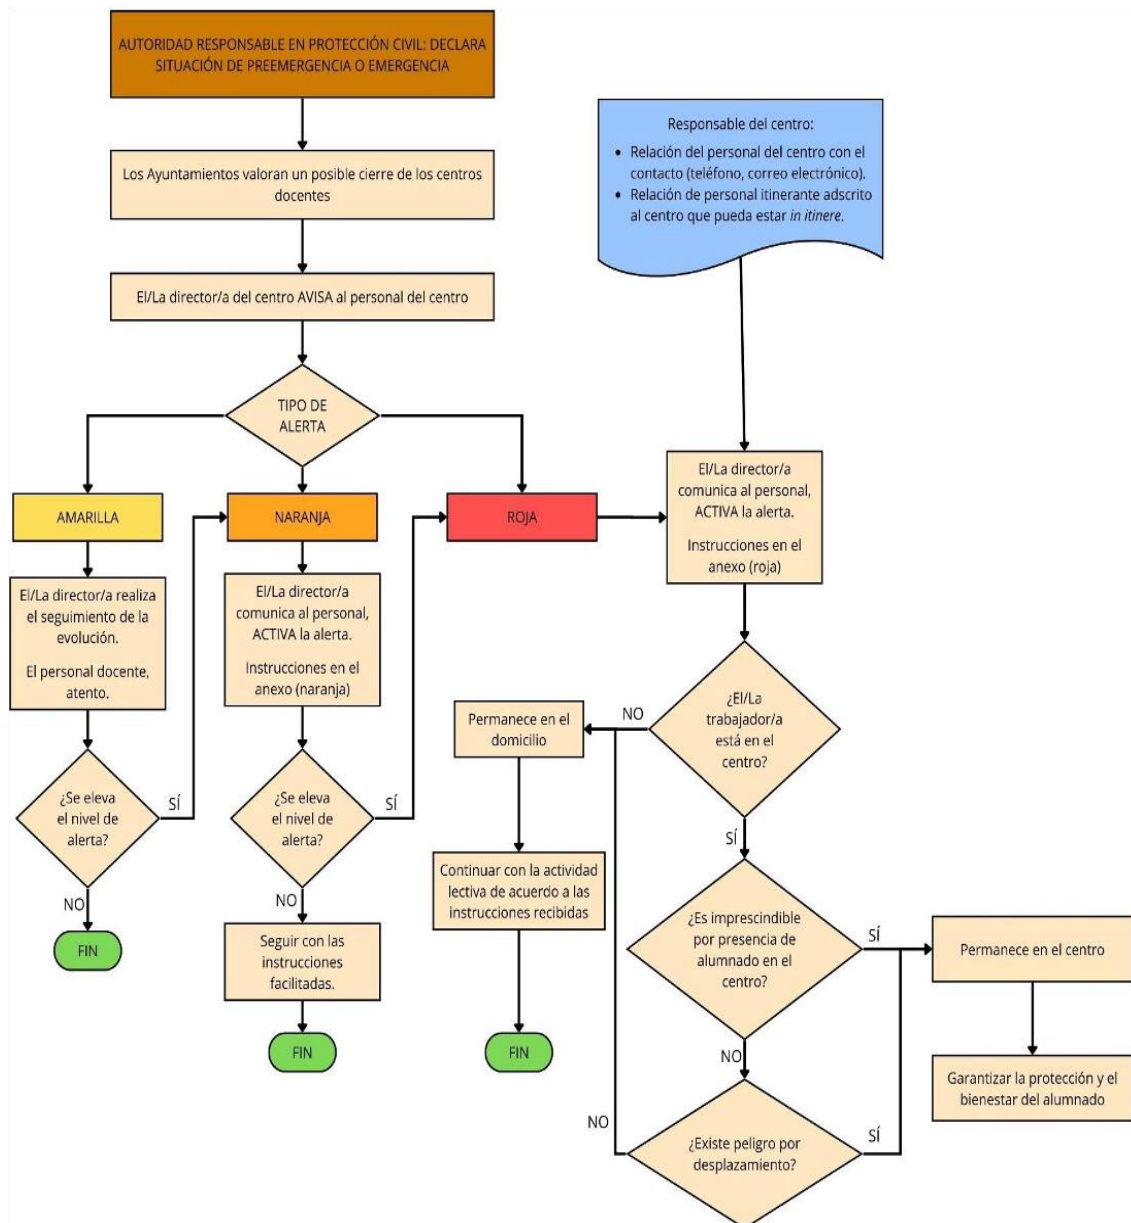 AUTORIDAD RESPONSABLE EN PROTECCIÓN CIVIL: DECLARA
SITUACIÓN DE PREEMERGENCIA O EMERGENCIA
Los Ayuntamientos valoran un posible cierre de los centros
docentes
El/La director/a del centro AVISA al personal del centro
Responsable del centro:
• Relación del personal del centro con el
contacto (teléfono, correo electrónico).
• Relación de personal itinerante adscrito
al centro que pueda estar in itinere.
TIPO DE
ALERTA
AMARILLA
NARANJA
ROJA
El/La director/a
comunica al personal,
ACTIVA la alerta.
Instrucciones en el
anexo (roja)
El/La director/a realiza
el seguimiento de la
evolución.
El personal docente,
atento.
El/La director/a
comunica al personal,
ACTIVA la alerta.
Instrucciones en el
anexo (naranja)
¿Se eleva
el nivel de
alerta?
SÍ
NO
FIN
¿Se eleva
el nivel de
alerta?
SÍ
NO
Seguir con las
instrucciones
facilitadas.
FIN
¿El/La
trabajador/a
está en el
centro?
NO
Permanece en el
domicilio
Continuar con la actividad
lectiva de acuerdo a las
instrucciones recibidas
FIN
SÍ
¿Es imprescindible
por presencia de
alumnado en el
centro?
SÍ
Permanece en el centro
Garantizar la protección y el
bienestar del alumnado
NO
¿Existe peligro por
desplazamiento?
NO
SÍ